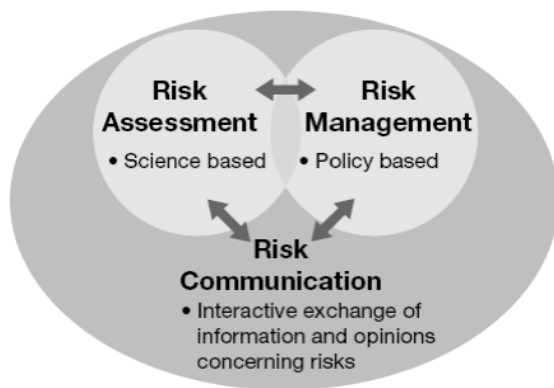 Risk
Assessment
• Science based
Risk
Management
• Policy based
Risk
Communication
• Interactive exchange of
information and opinions
concerning risks